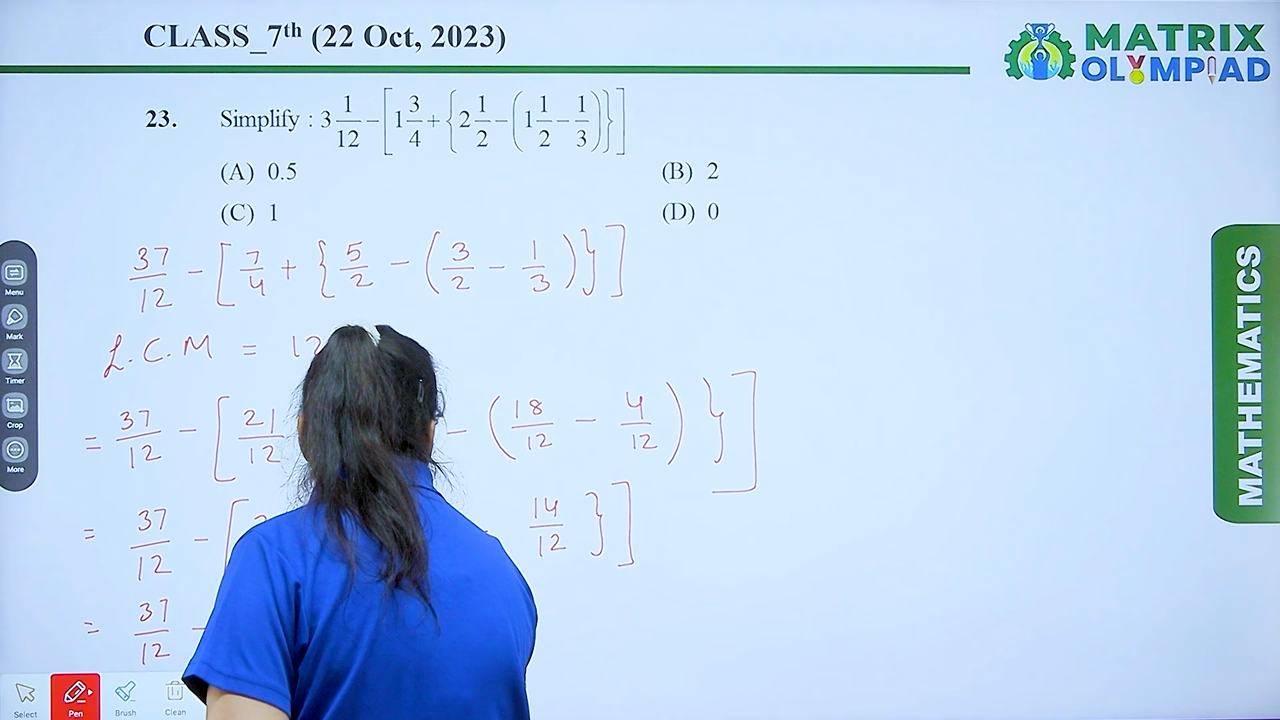 CLASS_7th (22 Oct, 2023)
MATRIX
OLYMPIAD
23. Simplify : 3 1/12 − [1 3/4 + {2 1/2 − (1 1/2 − 1/3)}]
(A) 0.5 (B) 2
(C) 1 (D) 0
37/12 − [7/4 + {5/2 − (3/2 − 1/3)}]
L.C.M = 12
= 37/12 − [21/12 − (18/12 − 4/12)}]
= 37/12 − [ 14/12 }]
= 37/12 −
MATHEMATICS
Menu
Mark
Timer
Crop
More
Select
Pen
Brush
Clean